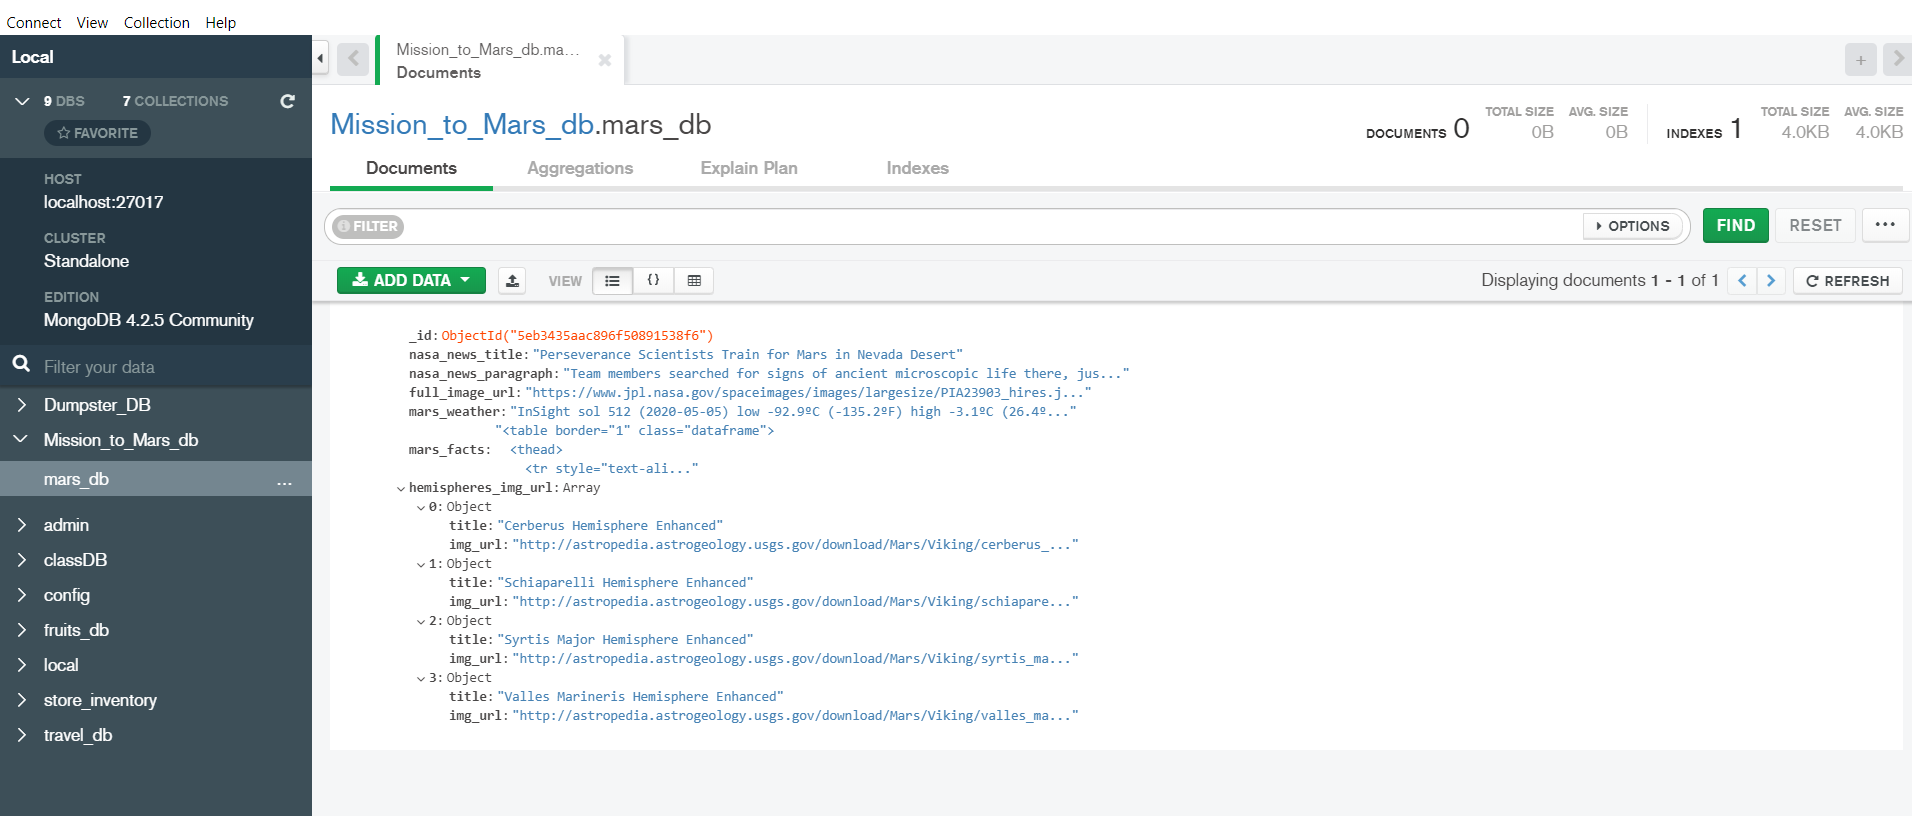 Connect View Collection Help
Local
9 DBS 7 COLLECTIONS
FAVORITE
HOST
localhost:27017
CLUSTER
Standalone
EDITION
MongoDB 4.2.5 Community
Filter your data
Dumpster_DB
Mission_to_Mars_db
mars_db ...
admin
classDB
config
fruits_db
local
store_inventory
travel_db
Mission_to_Mars_db.ma...
Documents
Mission_to_Mars_db.mars_db
DOCUMENTS 0 TOTAL SIZE 0B AVG. SIZE 0B INDEXES 1 TOTAL SIZE 4.0KB AVG. SIZE 4.0KB
Documents Aggregations Explain Plan Indexes
FILTER OPTIONS FIND RESET ...
ADD DATA VIEW {} Displaying documents 1 - 1 of 1 REFRESH
_id: ObjectId("5eb3435aac896f50891538f6")
nasa_news_title: "Perseverance Scientists Train for Mars in Nevada Desert"
nasa_news_paragraph: "Team members searched for signs of ancient microscopic life there, jus..."
full_image_url: "https://www.jpl.nasa.gov/spaceimages/images/largesize/PIA23903_hires.j..."
mars_weather: "InSight sol 512 (2020-05-05) low -92.9ºC (-135.2ºF) high -3.1ºC (26.4º..."
"<table border="1" class="dataframe">
mars_facts: <thead>
<tr style="text-ali..."
hemispheres_img_url: Array
0: Object
title: "Cerberus Hemisphere Enhanced"
img_url: "http://astropedia.astrogeology.usgs.gov/download/Mars/Viking/cerberus_..."
1: Object
title: "Schiaparelli Hemisphere Enhanced"
img_url: "http://astropedia.astrogeology.usgs.gov/download/Mars/Viking/schiapare..."
2: Object
title: "Syrtis Major Hemisphere Enhanced"
img_url: "http://astropedia.astrogeology.usgs.gov/download/Mars/Viking/syrtis_ma..."
3: Object
title: "Valles Marineris Hemisphere Enhanced"
img_url: "http://astropedia.astrogeology.usgs.gov/download/Mars/Viking/valles_ma..."